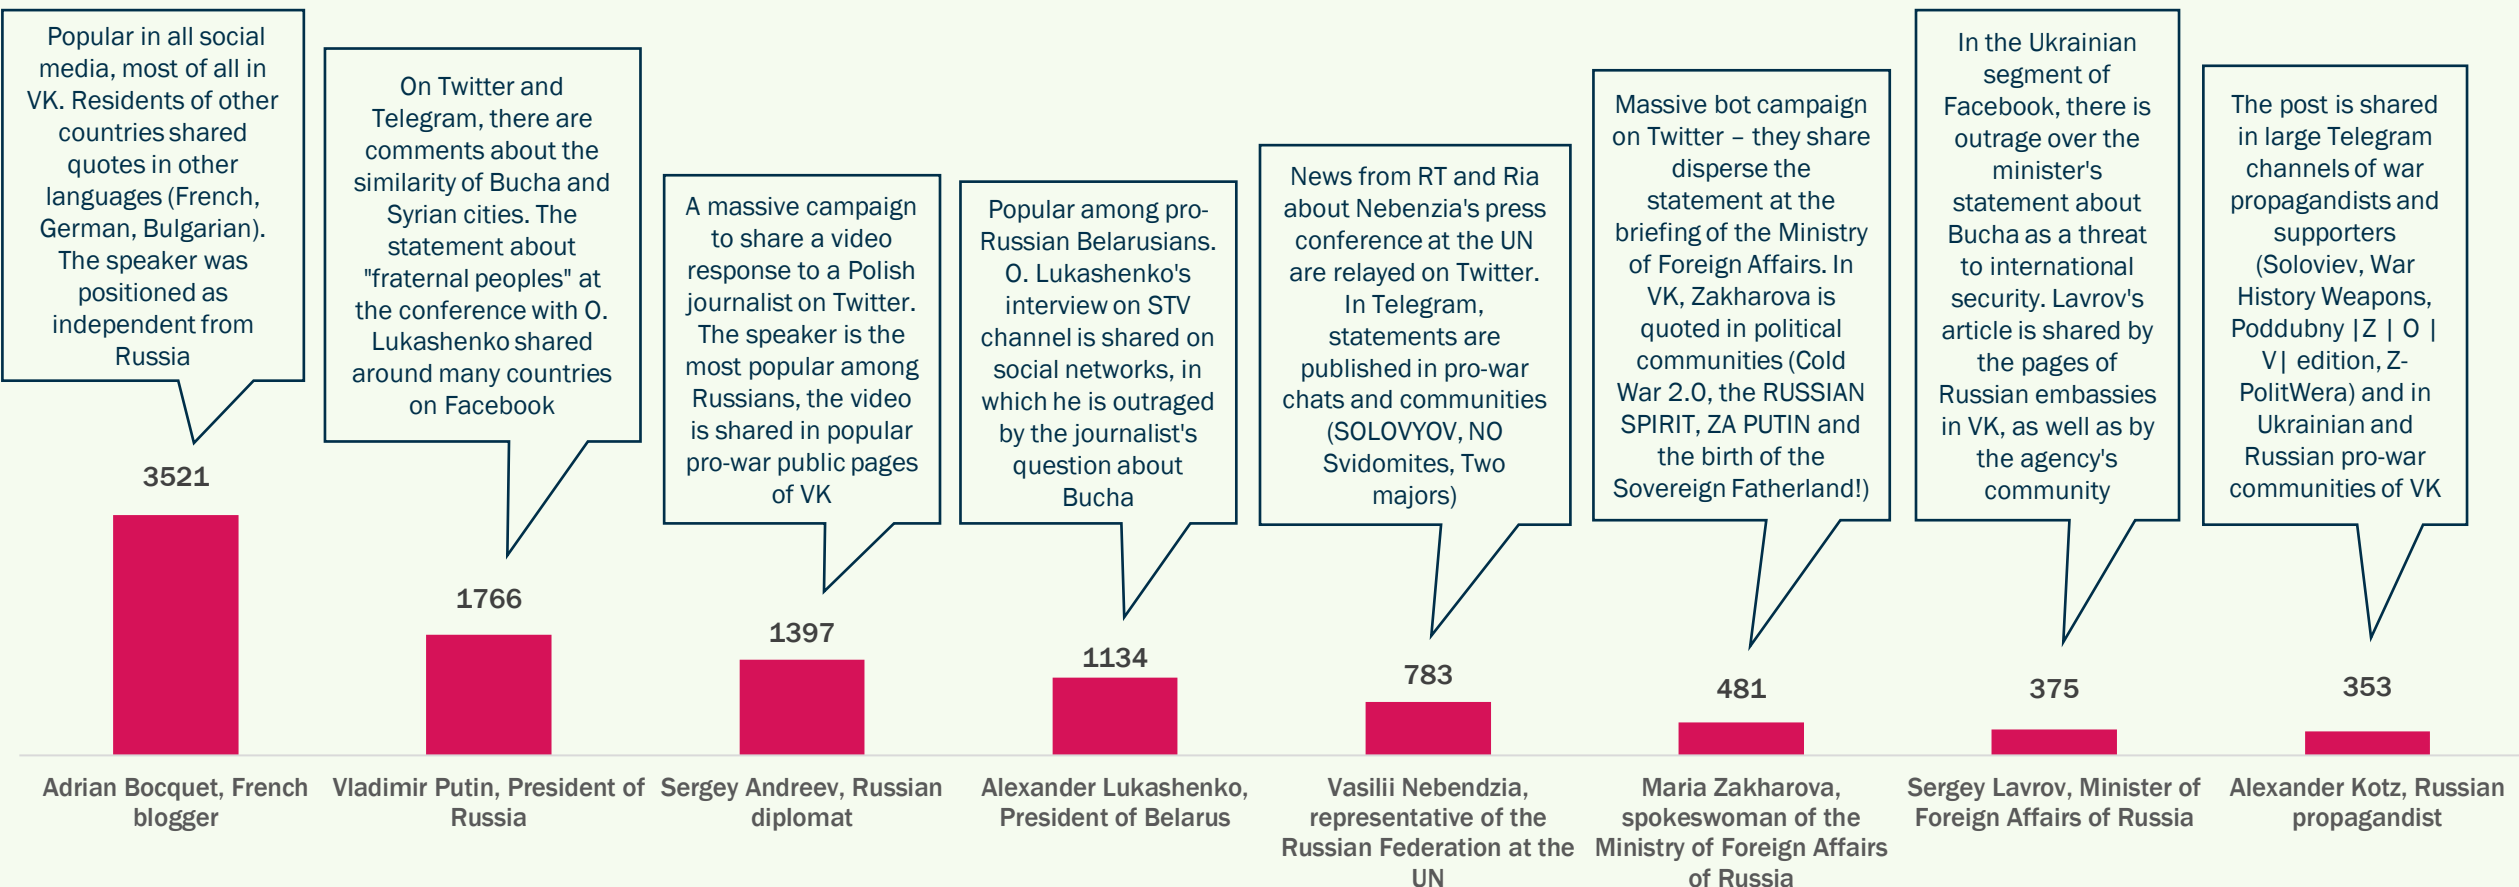 Popular in all social
media, most of all in
VK. Residents of other
countries shared
quotes in other
languages (French,
German, Bulgarian).
The speaker was
positioned as
independent from
Russia
On Twitter and
Telegram, there are
comments about the
similarity of Bucha and
Syrian cities. The
statement about
"fraternal peoples" at
the conference with O.
Lukashenko shared
around many countries
on Facebook
A massive campaign
to share a video
response to a Polish
journalist on Twitter.
The speaker is the
most popular among
Russians, the video
is shared in popular
pro-war public pages
of VK
Popular among pro-
Russian Belarusians.
O. Lukashenko's
interview on STV
channel is shared on
social networks, in
which he is outraged
by the journalist's
question about
Bucha
News from RT and Ria
about Nebenzia's press
conference at the UN
are relayed on Twitter.
In Telegram,
statements are
published in pro-war
chats and communities
(SOLOVYOV, NO
Svidomites, Two
majors)
Massive bot campaign
on Twitter – they share
disperse the
statement at the
briefing of the Ministry
of Foreign Affairs. In
VK, Zakharova is
quoted in political
communities (Cold
War 2.0, the RUSSIAN
SPIRIT, ZA PUTIN and
the birth of the
Sovereign Fatherland!)
In the Ukrainian
segment of
Facebook, there is
outrage over the
minister's
statement about
Bucha as a threat
to international
security. Lavrov's
article is shared by
the pages of
Russian embassies
in VK, as well as by
the agency's
community
The post is shared
in large Telegram
channels of war
propagandists and
supporters
(Soloviev, War
History Weapons,
Poddubny |Z | O |
V| edition, Z-
PolitWera) and in
Ukrainian and
Russian pro-war
communities of VK
3521
1766
1397
1134
783
481
375
353
Adrian Bocquet, French
blogger
Vladimir Putin, President of
Russia
Sergey Andreev, Russian
diplomat
Alexander Lukashenko,
President of Belarus
Vasilii Nebendzia,
representative of the
Russian Federation at the
UN
Maria Zakharova,
spokeswoman of the
Ministry of Foreign Affairs
of Russia
Sergey Lavrov, Minister of
Foreign Affairs of Russia
Alexander Kotz, Russian
propagandist